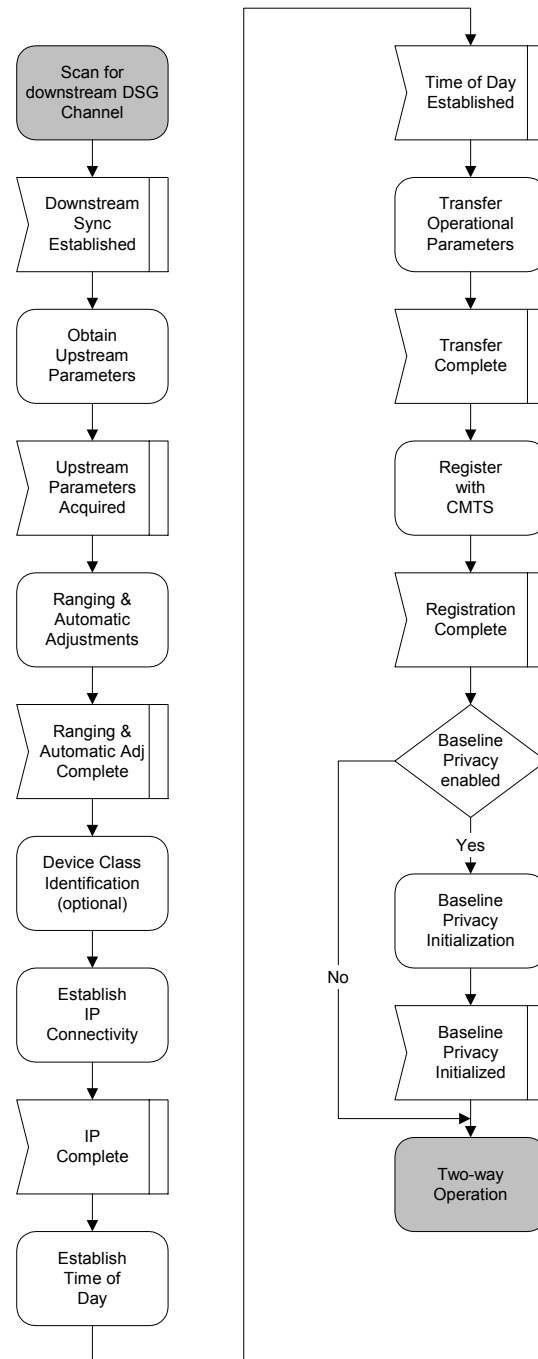 Scan for
downstream DSG
Channel
Downstream
Sync
Established
Obtain
Upstream
Parameters
Upstream
Parameters
Acquired
Ranging &
Automatic
Adjustments
Ranging &
Automatic Adj
Complete
Device Class
Identification
(optional)
Establish
IP
Connectivity
IP
Complete
Establish
Time of
Day
Time of Day
Established
Transfer
Operational
Parameters
Transfer
Complete
Register
with
CMTS
Registration
Complete
Baseline
Privacy
enabled
Yes
Baseline
Privacy
Initialization
No
Baseline
Privacy
Initialized
Two-way
Operation